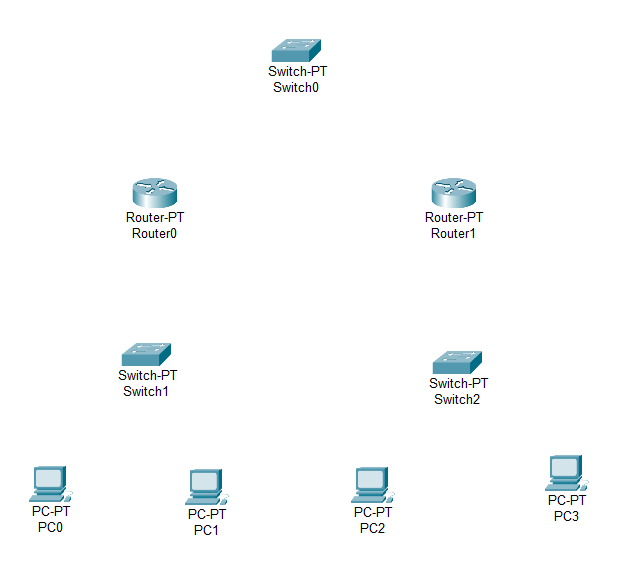 Switch-PT
Switch0
Router-PT
Router0
Router-PT
Router1
Switch-PT
Switch1
Switch-PT
Switch2
PC-PT
PC0
PC-PT
PC1
PC-PT
PC2
PC-PT
PC3